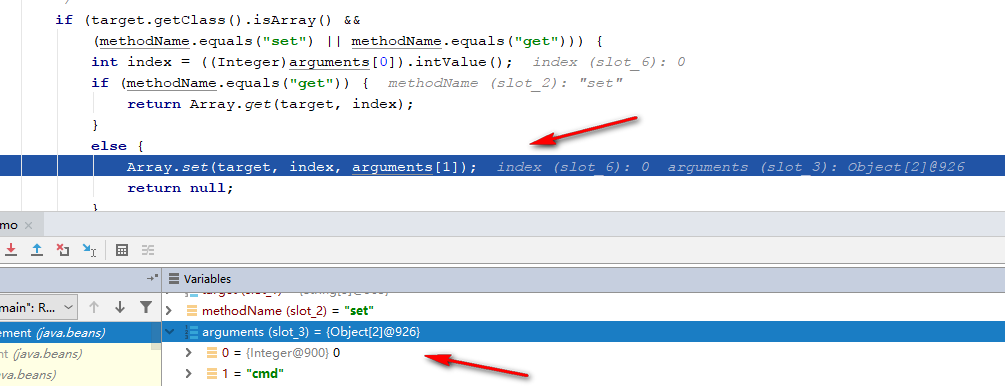 if (target.getClass().isArray() &&
(methodName.equals("set") || methodName.equals("get"))) {
int index = ((Integer)arguments[0]).intValue(); index (slot_6): 0
if (methodName.equals("get")) { methodName (slot_2): "set"
return Array.get(target, index);
}
else {
Array.set(target, index, arguments[1]); index (slot_6): 0 arguments (slot_3): Object[2]@926
return null;
}
mo ×
Variables
"main": R...
methodName (slot_2) = "set"
ement (java.beans)
arguments (slot_3) = {Object[2]@926}
nt (java.beans)
0 = {Integer@900} 0
ava.beans)
1 = "cmd"